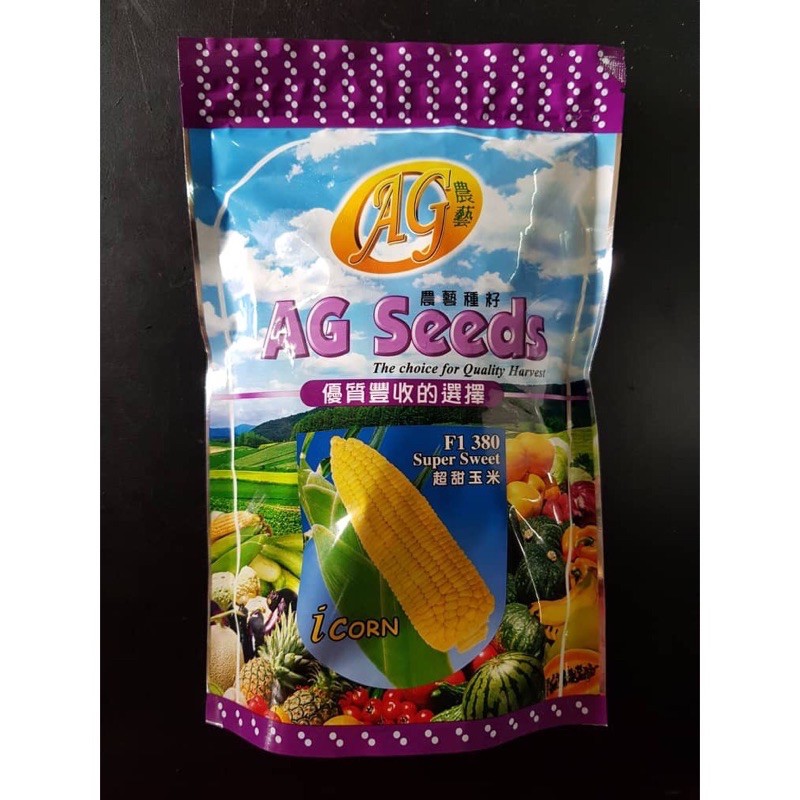 AG
農藝
農藝種籽
AG Seeds
The choice for Quality Harvest
優質豐收的選擇
F1 380
Super Sweet
超甜玉米
iCORN